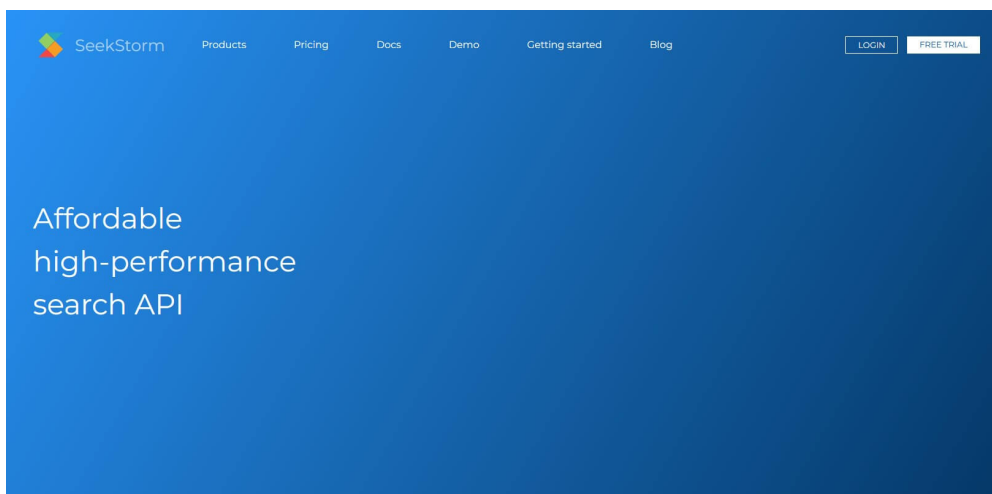 SeekStorm Products Pricing Docs Demo Getting started Blog LOGIN FREE TRIAL
Affordable
high-performance
search API